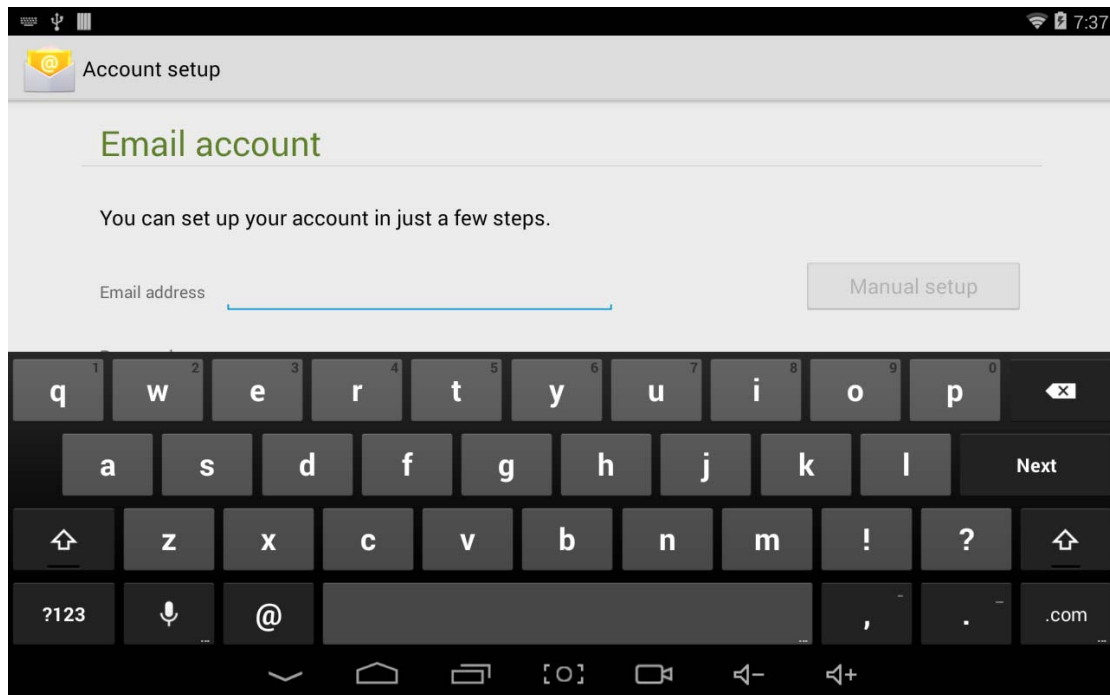 7:37
Account setup
Email account
You can set up your account in just a few steps.
Email address
Manual setup
1 2 3 4 5 6 7 8 9 0
q w e r t y u i o p
a s d f g h j k l Next
z x c v b n m ! ?
?123 @ , . .com